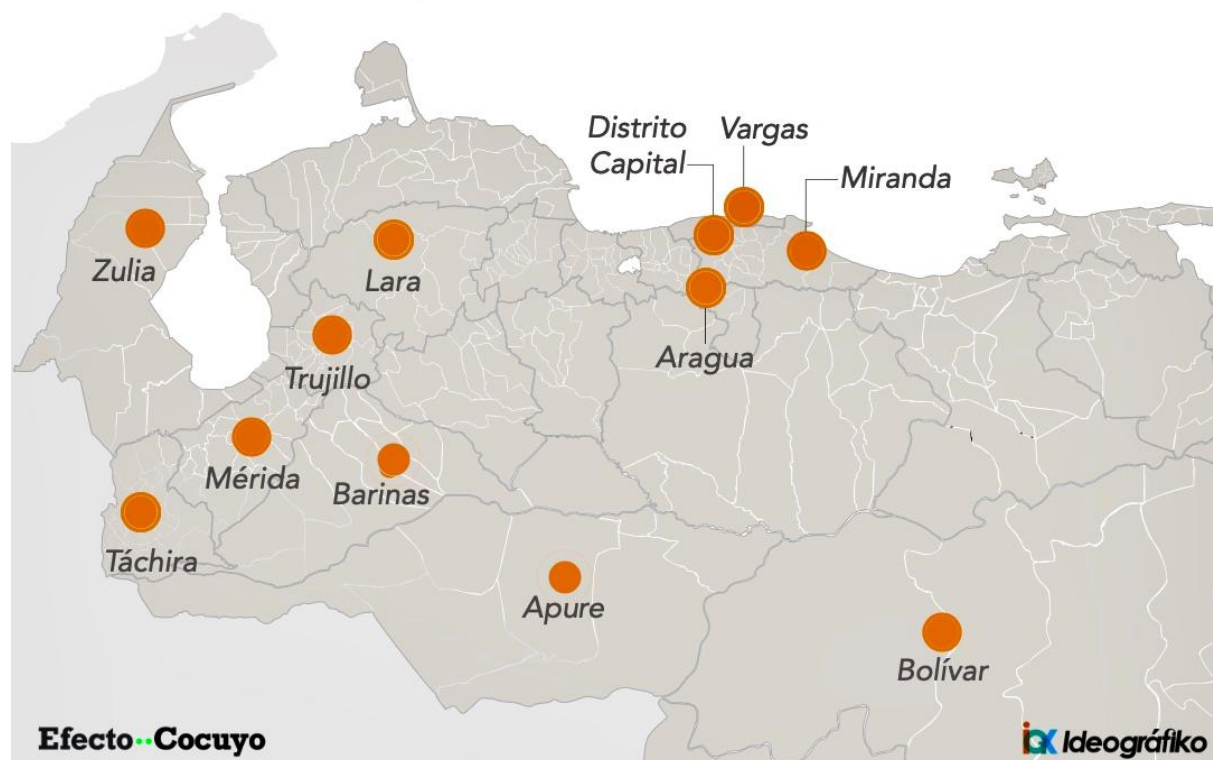 Distrito
Capital
Vargas
Miranda
Zulia
Lara
Trujillo
Aragua
Mérida
Barinas
Táchira
Apure
Bolívar
Efecto··Cocuyo
Ideográfiko